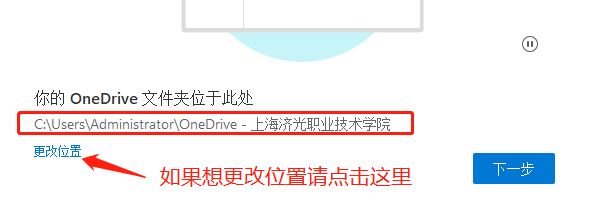 你的 OneDrive 文件夹位于此处
C:\Users\Administrator\OneDrive - 上海济光职业技术学院
更改位置
如果想更改位置请点击这里
下一步